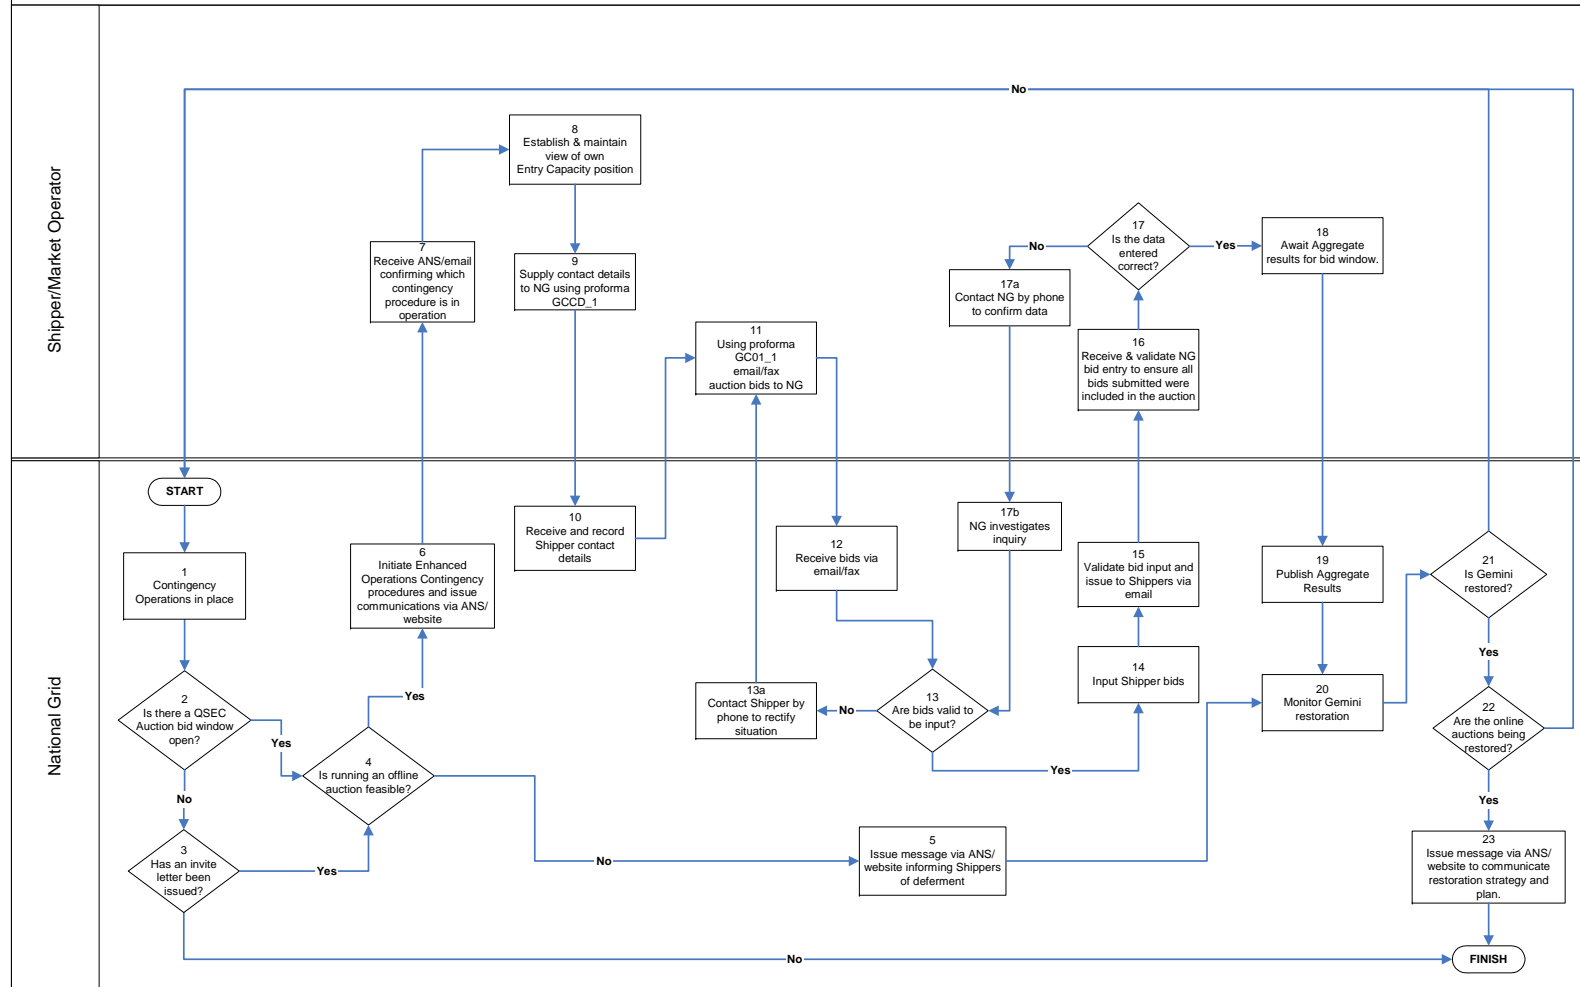 Shipper/Market Operator
National Grid
No
8
Establish & maintain
view of own
Entry Capacity position
7
Receive ANS/email
confirming which
contingency
procedure is in
operation
9
Supply contact details
to NG using proforma
GCCD_1
11
Using proforma
GC01_1
email/fax
auction bids to NG
17
Is the data
entered
correct?
No
Yes
17a
Contact NG by phone
to confirm data
18
Await Aggregate
results for bid window.
16
Receive & validate NG
bid entry to ensure all
bids submitted were
included in the auction
START
1
Contingency
Operations in place
6
Initiate Enhanced
Operations Contingency
procedures and issue
communications via ANS/
website
10
Receive and record
Shipper contact
details
12
Receive bids via
email/fax
17b
NG investigates
inquiry
15
Validate bid input and
issue to Shippers via
email
19
Publish Aggregate
Results
21
Is Gemini
restored?
Yes
2
Is there a QSEC
Auction bid window
open?
Yes
No
4
Is running an offline
auction feasible?
Yes
No
13a
Contact Shipper by
phone to rectify
situation
No
13
Are bids valid to
be input?
Yes
14
Input Shipper bids
20
Monitor Gemini
restoration
22
Are the online
auctions being
restored?
Yes
3
Has an invite
letter been
issued?
Yes
No
5
Issue message via ANS/
website informing Shippers
of deferment
23
Issue message via ANS/
website to communicate
restoration strategy and
plan.
FINISH